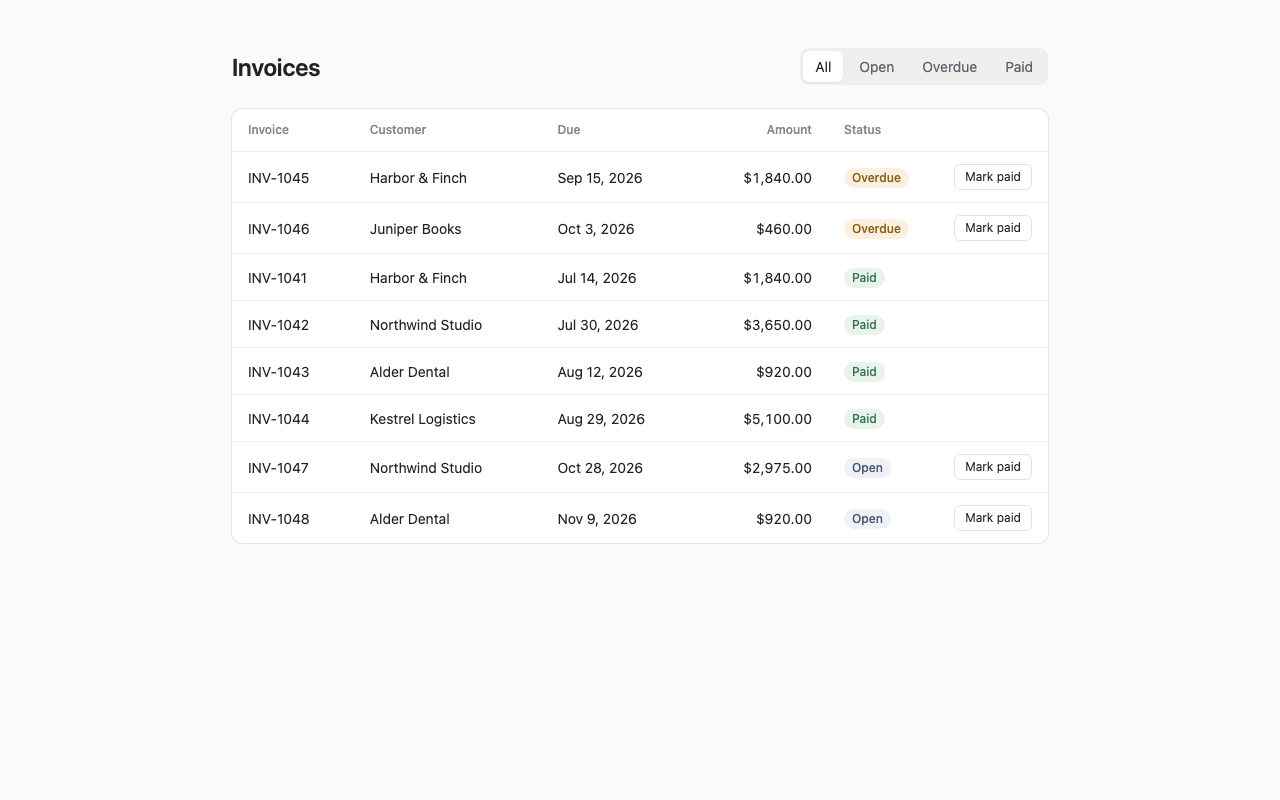 Invoices
All Open Overdue Paid
Invoice Customer Due Amount Status
INV-1045 Harbor & Finch Sep 15, 2026 $1,840.00 Overdue Mark paid
INV-1046 Juniper Books Oct 3, 2026 $460.00 Overdue Mark paid
INV-1041 Harbor & Finch Jul 14, 2026 $1,840.00 Paid
INV-1042 Northwind Studio Jul 30, 2026 $3,650.00 Paid
INV-1043 Alder Dental Aug 12, 2026 $920.00 Paid
INV-1044 Kestrel Logistics Aug 29, 2026 $5,100.00 Paid
INV-1047 Northwind Studio Oct 28, 2026 $2,975.00 Open Mark paid
INV-1048 Alder Dental Nov 9, 2026 $920.00 Open Mark paid